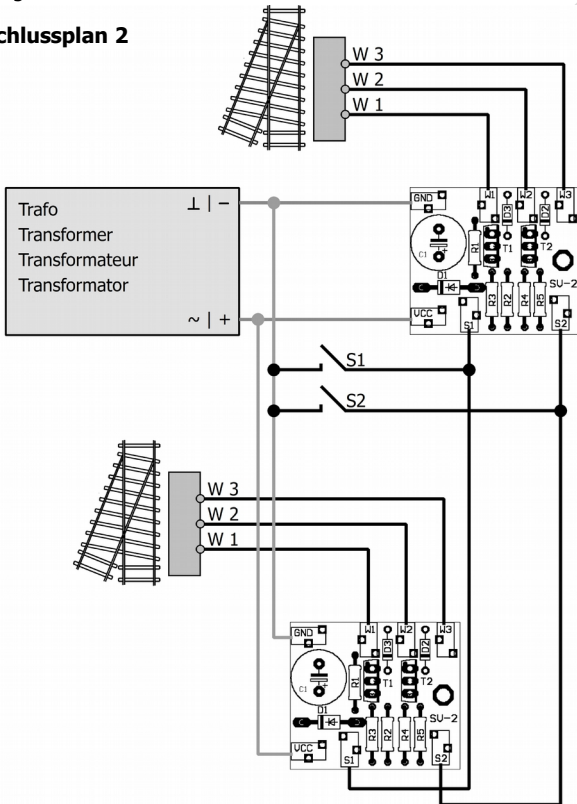 chlussplan 2
W 3
W 2
W 1
Trafo
Transformer
Transformateur
Transformator
⊥ | −
~ | +
GND
W1
W2
W3
D3
D2
C1
+
R1
T1
T2
D1
SU-2
R3
R2
R4
R5
VCC
S1
S2
S1
S2
W 3
W 2
W 1
GND
W1
W2
W3
D3
D2
C1
+
R1
T1
T2
D1
SU-2
R3
R2
R4
R5
VCC
S1
S2